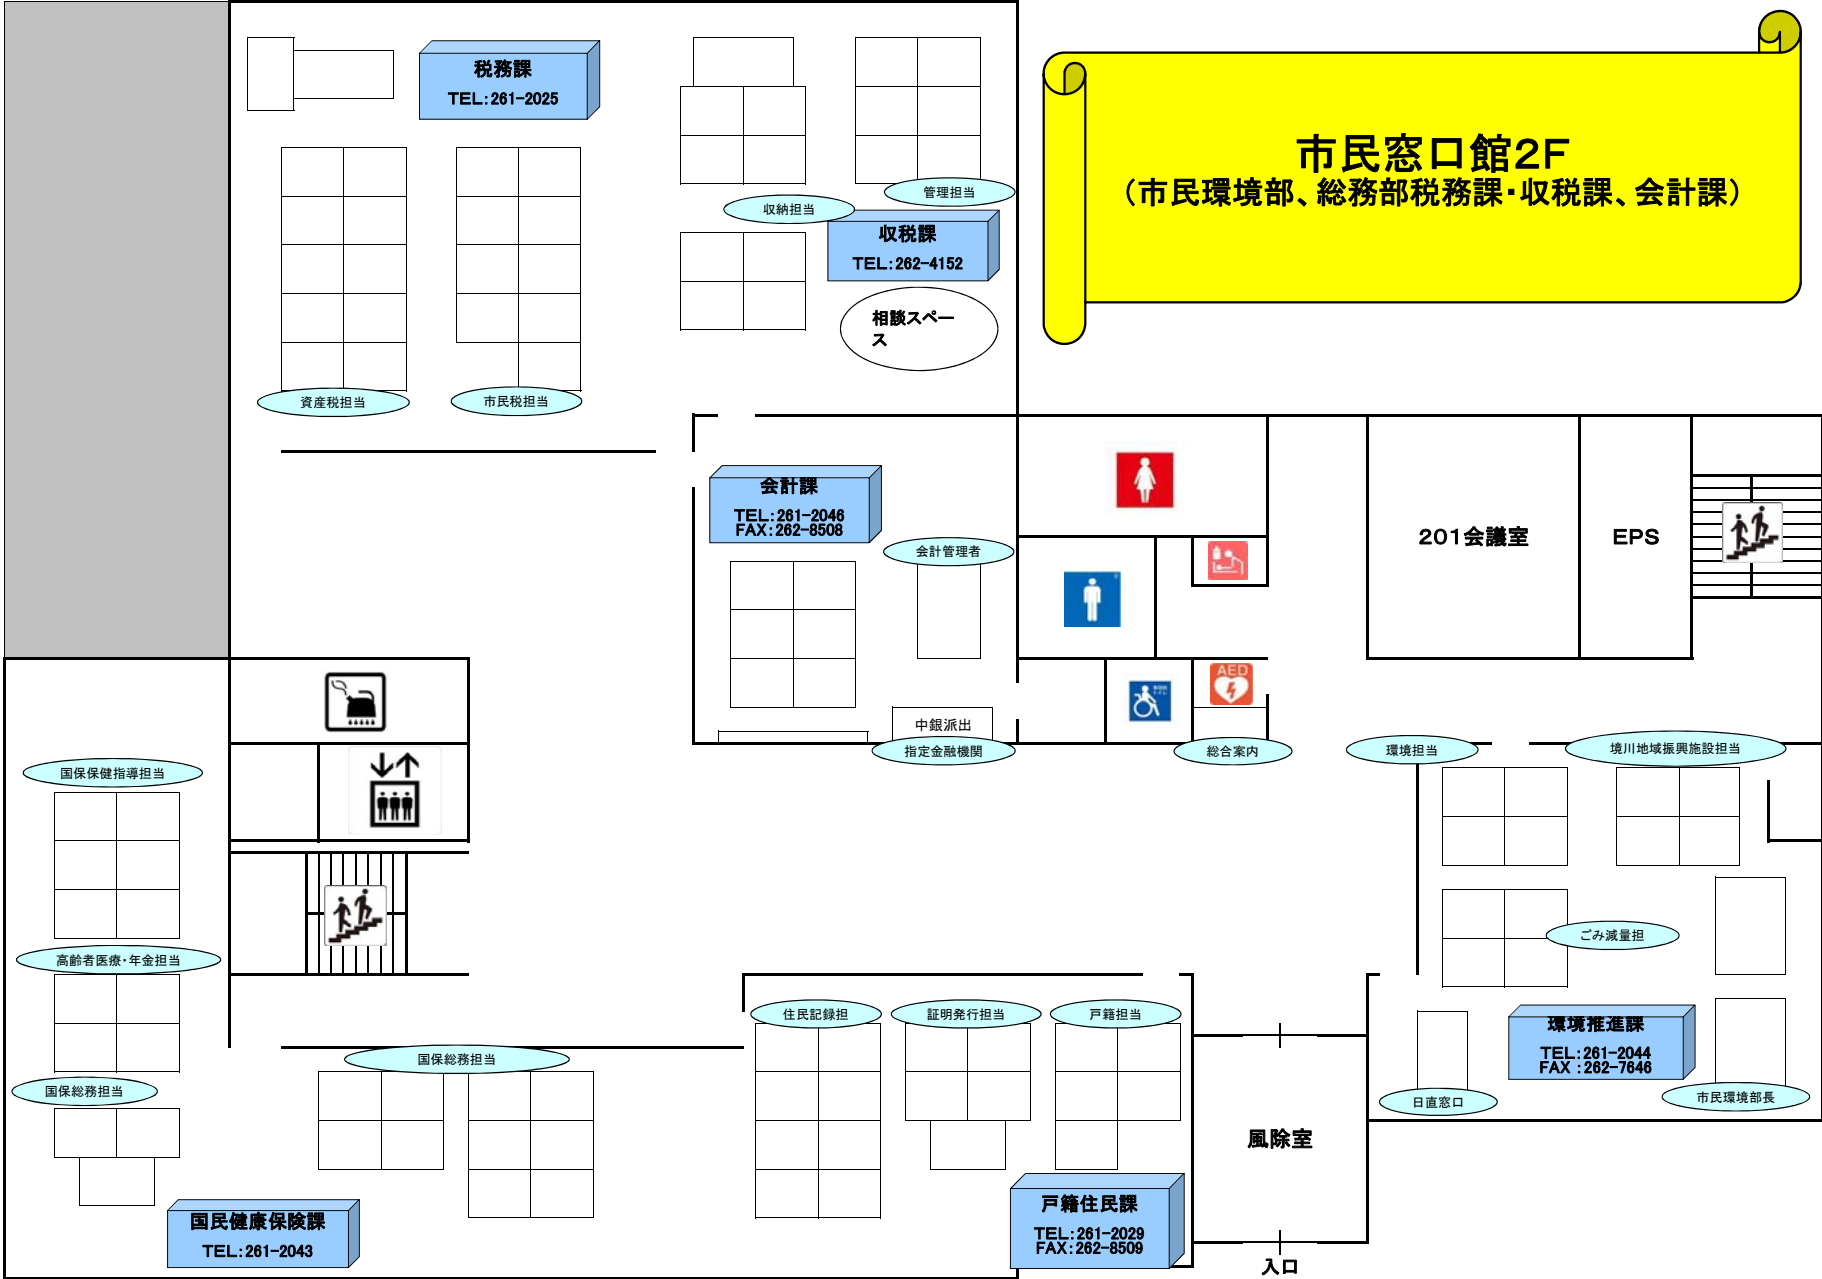 税務課
TEL:261-2025
市民窓口館2F
(市民環境部、総務部税務課・収税課、会計課)
管理担当
収納担当
収税課
TEL:262-4152
相談スペー
ス
資産税担当
市民税担当
会計課
TEL:261-2046
FAX:262-8508
会計管理者
201会議室
EPS
AED
中銀派出
指定金融機関
総合案内
環境担当
境川地域振興施設担当
国保保健指導担当
ごみ減量担
高齢者医療・年金担当
住民記録担
証明発行担当
戸籍担当
環境推進課
TEL:261-2044
FAX :262-7646
国保総務担当
国保総務担当
日直窓口
市民環境部長
風除室
戸籍住民課
TEL:261-2029
FAX:262-8509
国民健康保険課
TEL:261-2043
入口